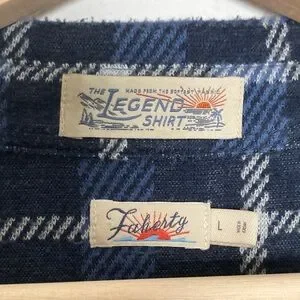 MADE FROM THE SOFTEST FABRIC
THE
LEGEND
SHIRT
Faherty
L